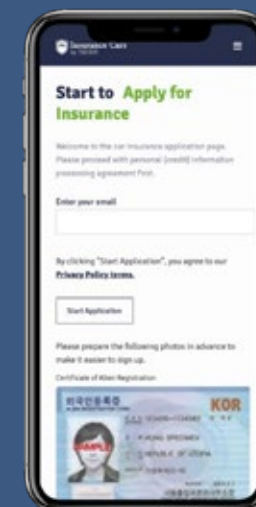 Insurance Care
Start to Apply for
Insurance
Welcome to the car insurance application page.
Please proceed with personal (credit) information
processing agreement first.
Enter your email
By clicking "Start Application", you agree to our
Privacy Policy terms.
Start Application
Please prepare the following photos in advance to
make it easier to sign up.
Certificate of Alien Registration
외국인등록증
KOR
SAMPLE
REPUBLIC OF UTOPIA